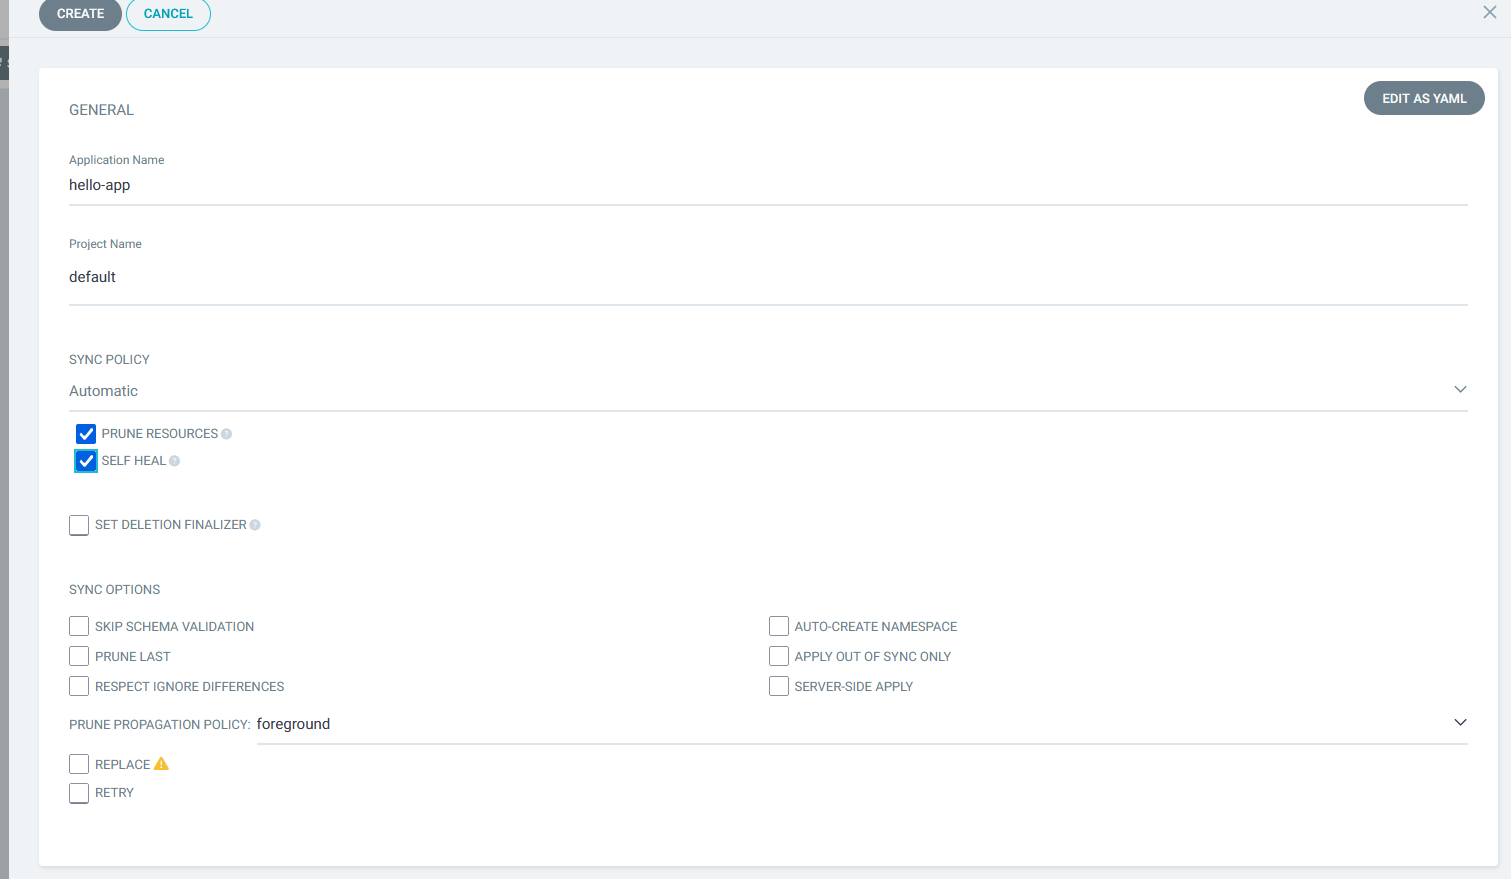 CREATE CANCEL
GENERAL
EDIT AS YAML
Application Name
hello-app
Project Name
default
SYNC POLICY
Automatic
PRUNE RESOURCES
SELF HEAL
SET DELETION FINALIZER
SYNC OPTIONS
SKIP SCHEMA VALIDATION
AUTO-CREATE NAMESPACE
PRUNE LAST
APPLY OUT OF SYNC ONLY
RESPECT IGNORE DIFFERENCES
SERVER-SIDE APPLY
PRUNE PROPAGATION POLICY: foreground
REPLACE
RETRY